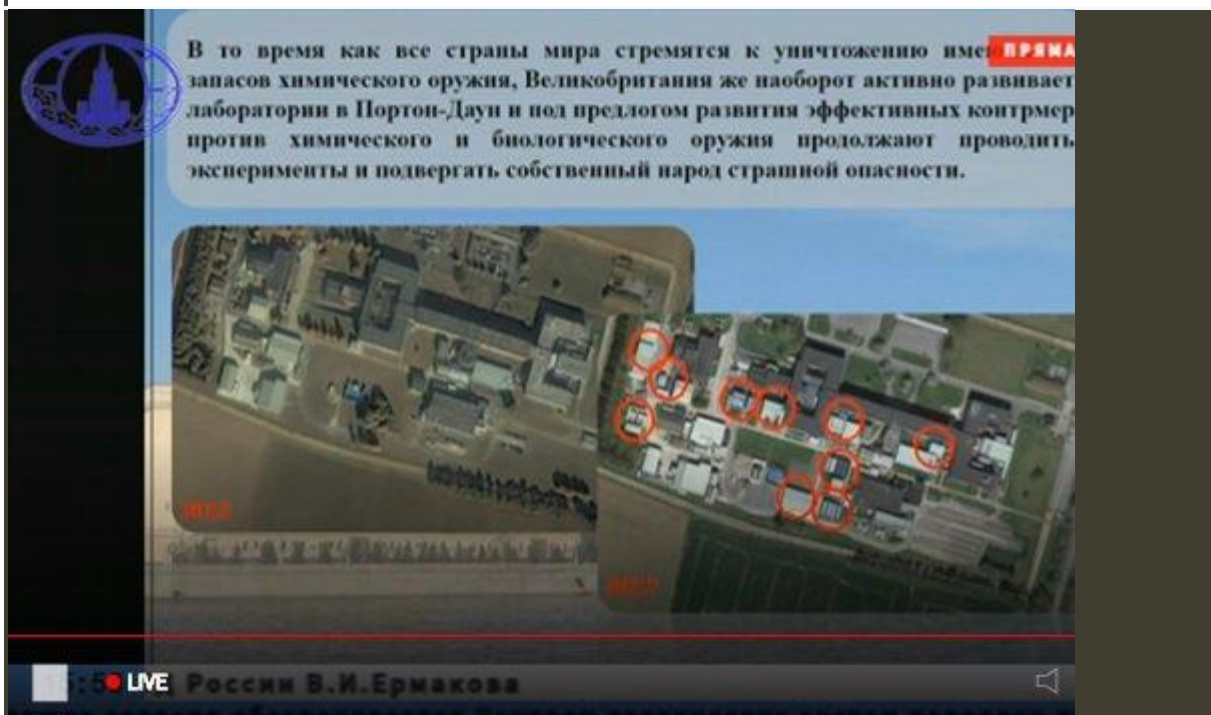 В то время как все страны мира стремятся к уничтожению име
ПРЯМА
запасов химического оружия, Великобритания же наоборот активно развивает
лаборатории в Портон-Даун и под предлогом развития эффективных контрмер
против химического и биологического оружия продолжают проводить
эксперименты и подвергать собственный народ страшной опасности.
LIVE
России В.И.Ермакова